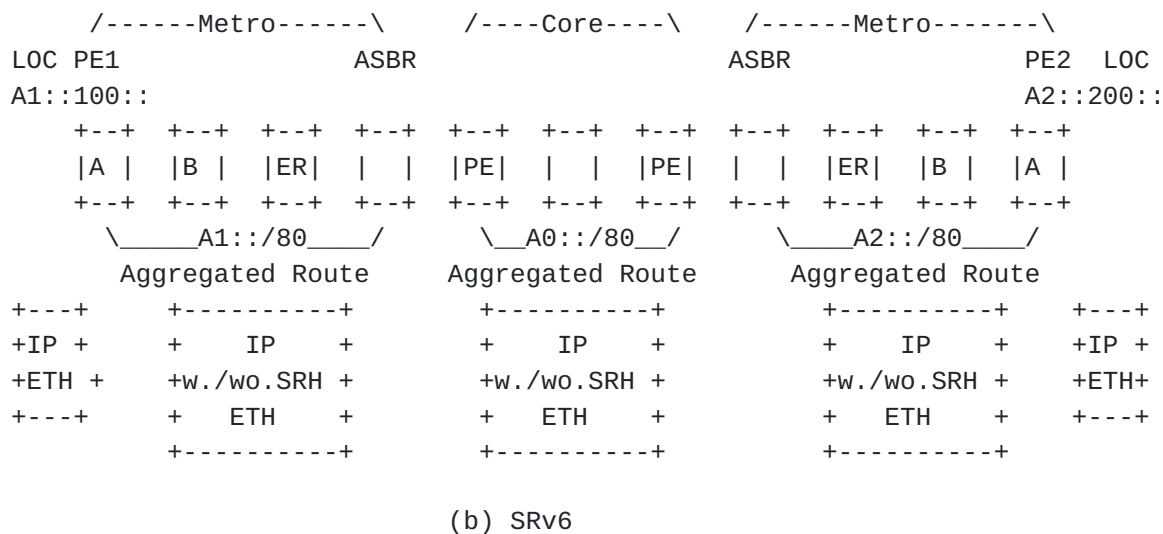 /------Metro------\     /----Core----\    /------Metro-------\
LOC PE1               ASBR                    ASBR               PE2  LOC
A1::100::                                                        A2::200::
    +--+  +--+  +--+  +--+  +--+  +--+  +--+  +--+  +--+  +--+  +--+
    |A |  |B |  |ER|  |  |  |PE|  |  |  |PE|  |  |  |ER|  |B |  |A |
    +--+  +--+  +--+  +--+  +--+  +--+  +--+  +--+  +--+  +--+  +--+
      \_____A1::/80____/      \__A0::/80__/      \____A2::/80____/
       Aggregated Route     Aggregated Route      Aggregated Route
+---+     +----------+        +----------+          +----------+    +---+
+IP +     +    IP    +        +    IP    +          +    IP    +    +IP +
+ETH +    +w./wo.SRH +        +w./wo.SRH +          +w./wo.SRH +    +ETH+
+---+     +   ETH    +        +   ETH    +          +   ETH    +    +---+
          +----------+        +----------+          +----------+
                            (b) SRv6